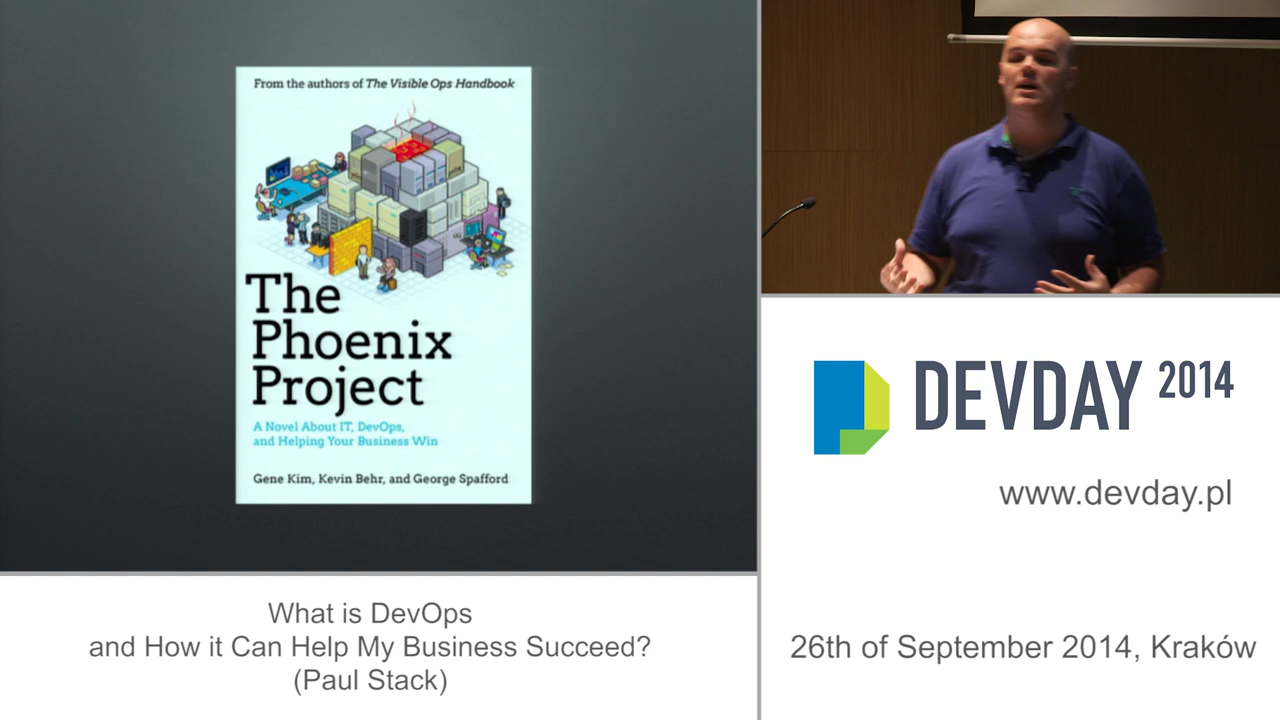 From the authors of The Visible Ops Handbook
The
Phoenix
Project
A Novel About IT, DevOps,
and Helping Your Business Win
Gene Kim, Kevin Behr, and George Spafford
What is DevOps
and How it Can Help My Business Succeed?
(Paul Stack)
DEVDAY 2014
www.devday.pl
26th of September 2014, Kraków